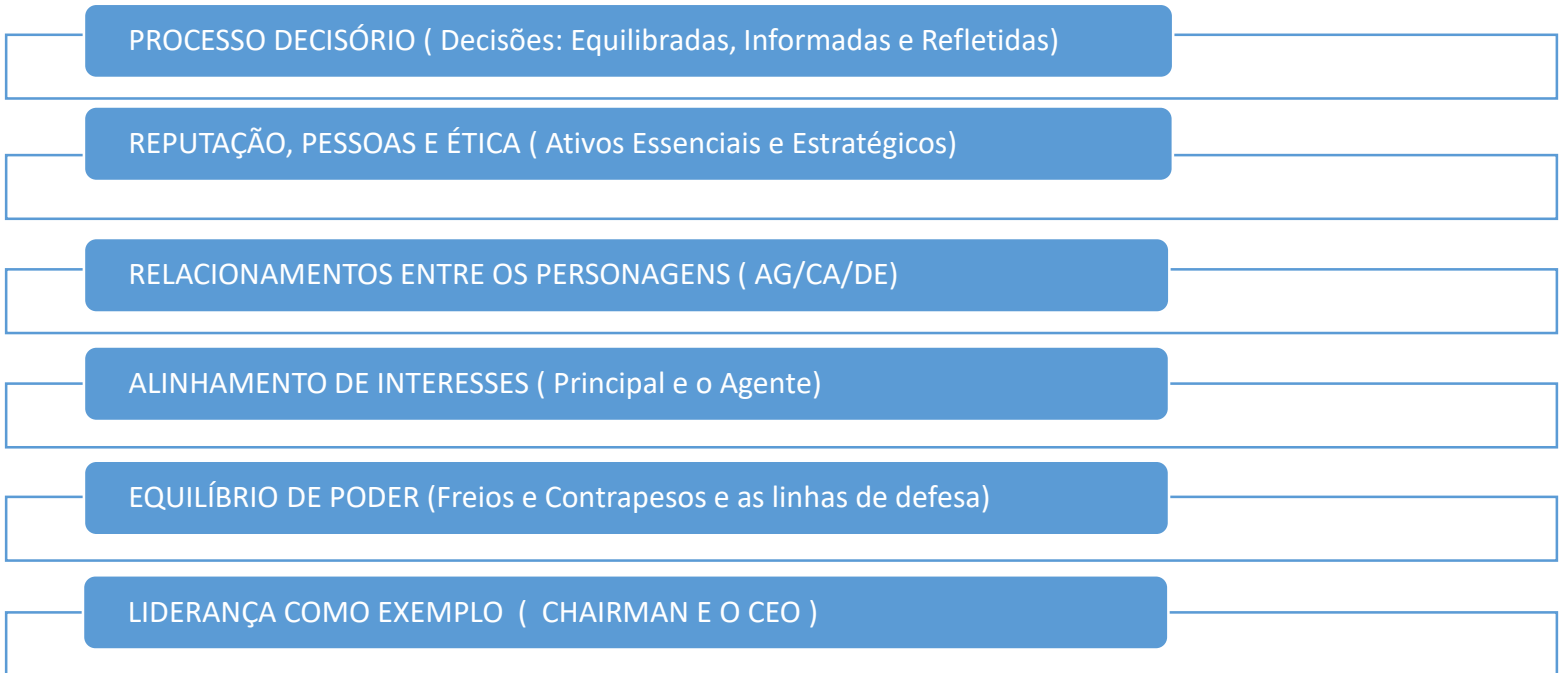 PROCESSO DECISÓRIO ( Decisões: Equilibradas, Informadas e Refletidas)
REPUTAÇÃO, PESSOAS E ÉTICA ( Ativos Essenciais e Estratégicos)
RELACIONAMENTOS ENTRE OS PERSONAGENS ( AG/CA/DE)
ALINHAMENTO DE INTERESSES ( Principal e o Agente)
EQUILÍBRIO DE PODER (Freios e Contrapesos e as linhas de defesa)
LIDERANÇA COMO EXEMPLO ( CHAIRMAN E O CEO )